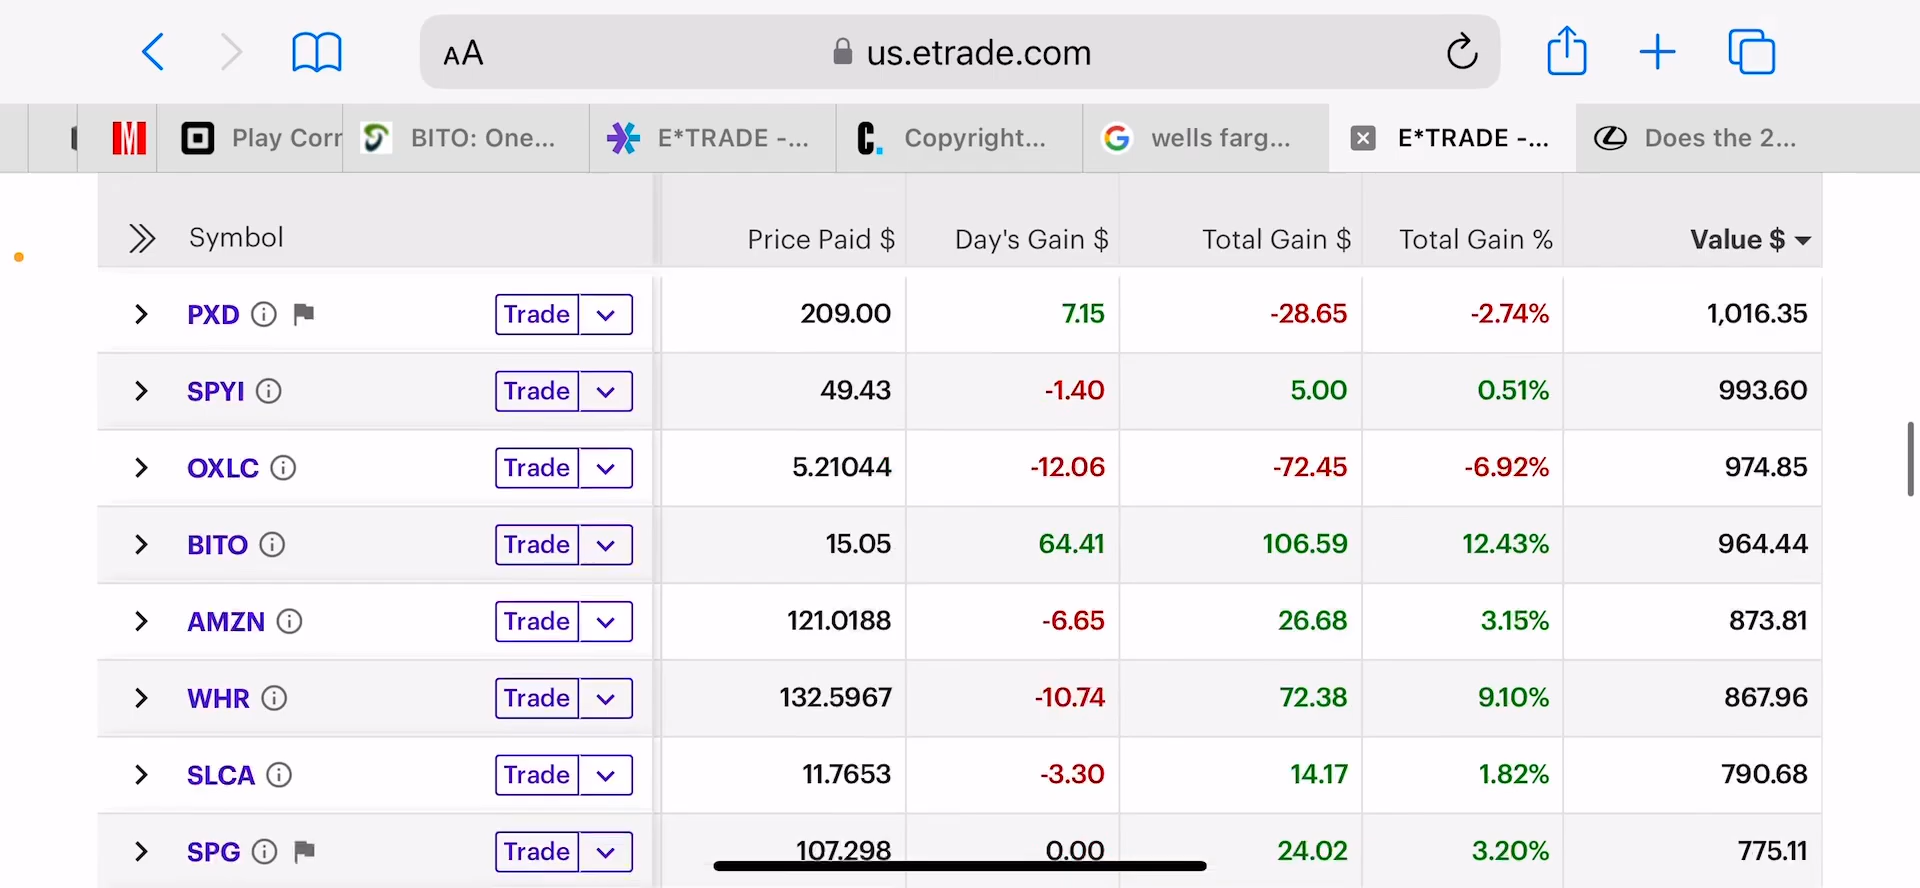 AA us.etrade.com
M Play Corr BITO: One... E*TRADE -... C. Copyright... G wells farg... E*TRADE -... Does the 2...
Symbol Price Paid $ Day's Gain $ Total Gain $ Total Gain % Value $
PXD Trade 209.00 7.15 -28.65 -2.74% 1,016.35
SPYI Trade 49.43 -1.40 5.00 0.51% 993.60
OXLC Trade 5.21044 -12.06 -72.45 -6.92% 974.85
BITO Trade 15.05 64.41 106.59 12.43% 964.44
AMZN Trade 121.0188 -6.65 26.68 3.15% 873.81
WHR Trade 132.5967 -10.74 72.38 9.10% 867.96
SLCA Trade 11.7653 -3.30 14.17 1.82% 790.68
SPG Trade 107.298 0.00 24.02 3.20% 775.11